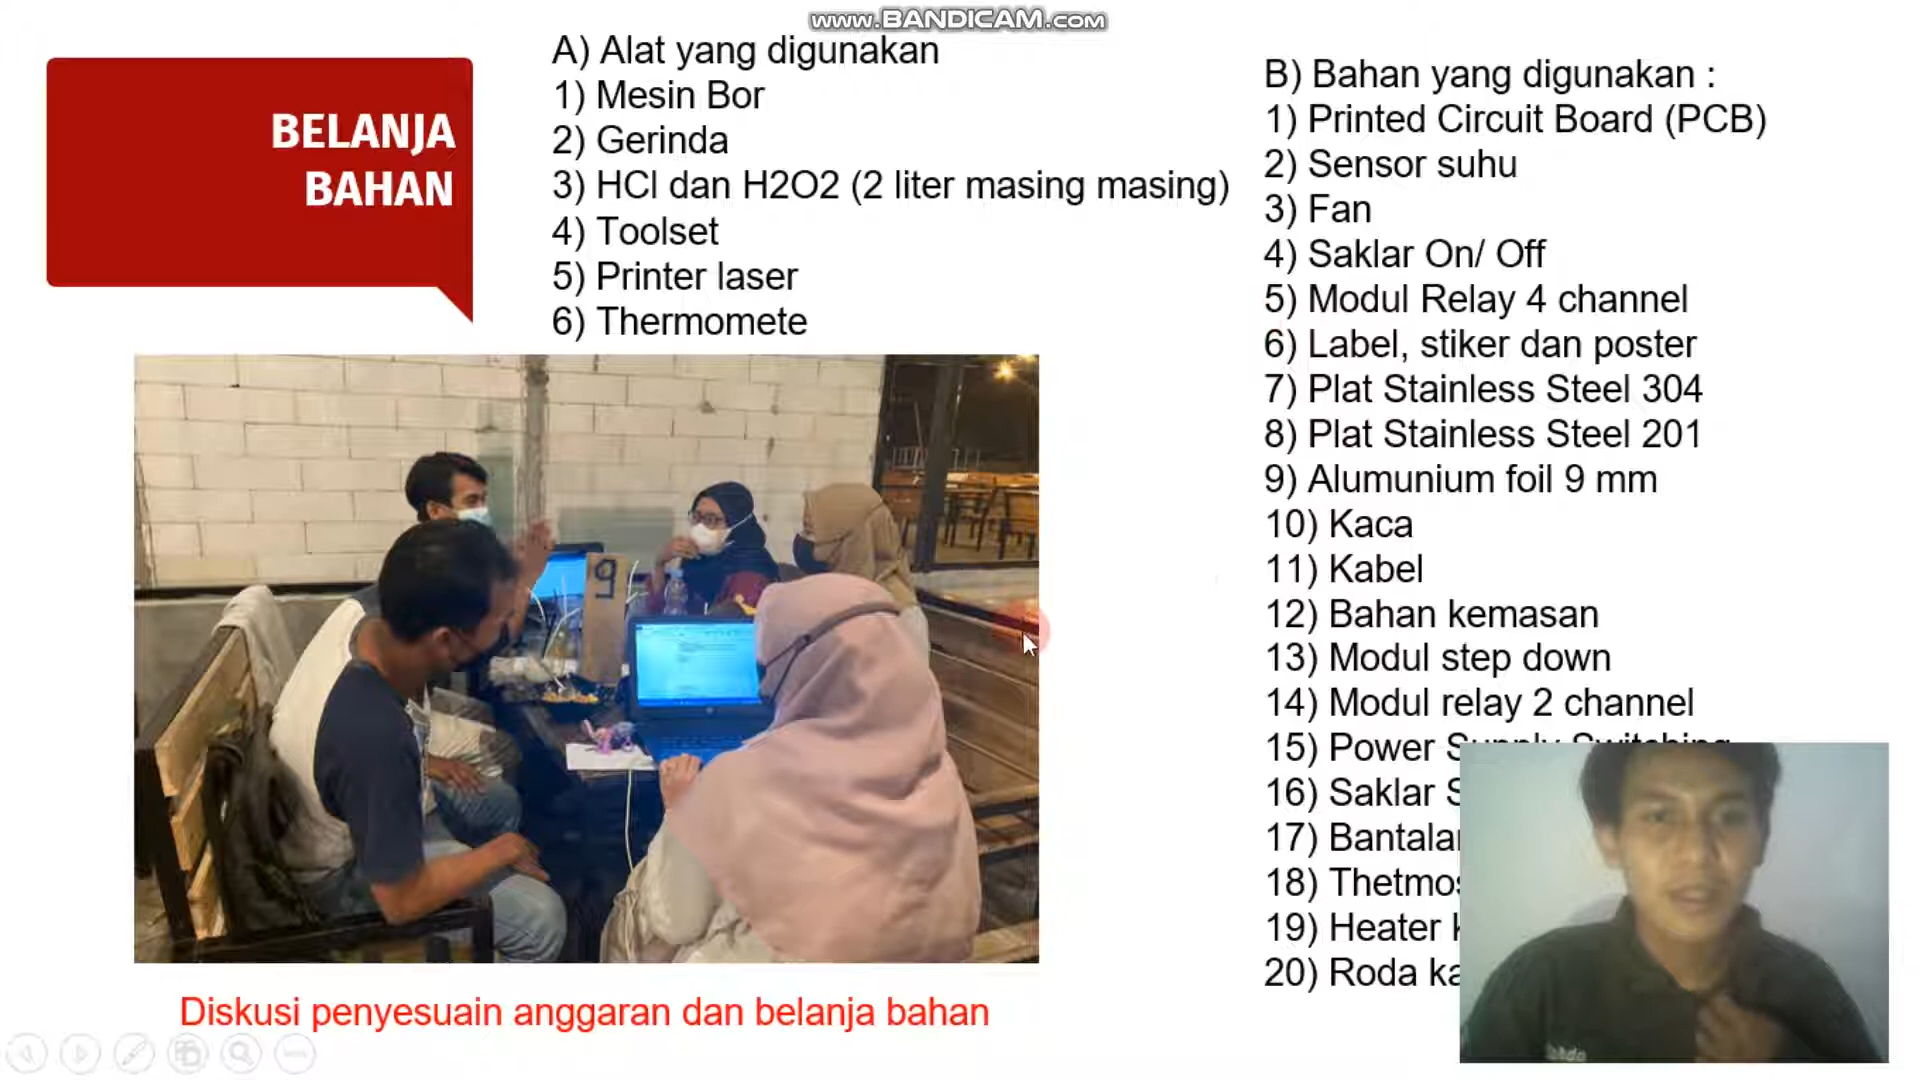 www.BANDICAM.com
BELANJA
BAHAN
A) Alat yang digunakan
1) Mesin Bor
2) Gerinda
3) HCl dan H2O2 (2 liter masing masing)
4) Toolset
5) Printer laser
6) Thermomete
9
Diskusi penyesuain anggaran dan belanja bahan
B) Bahan yang digunakan :
1) Printed Circuit Board (PCB)
2) Sensor suhu
3) Fan
4) Saklar On/ Off
5) Modul Relay 4 channel
6) Label, stiker dan poster
7) Plat Stainless Steel 304
8) Plat Stainless Steel 201
9) Alumunium foil 9 mm
10) Kaca
11) Kabel
12) Bahan kemasan
13) Modul step down
14) Modul relay 2 channel
15) Power Supply Switching
16) Saklar
17)
18)
19) Heater
20) Roda